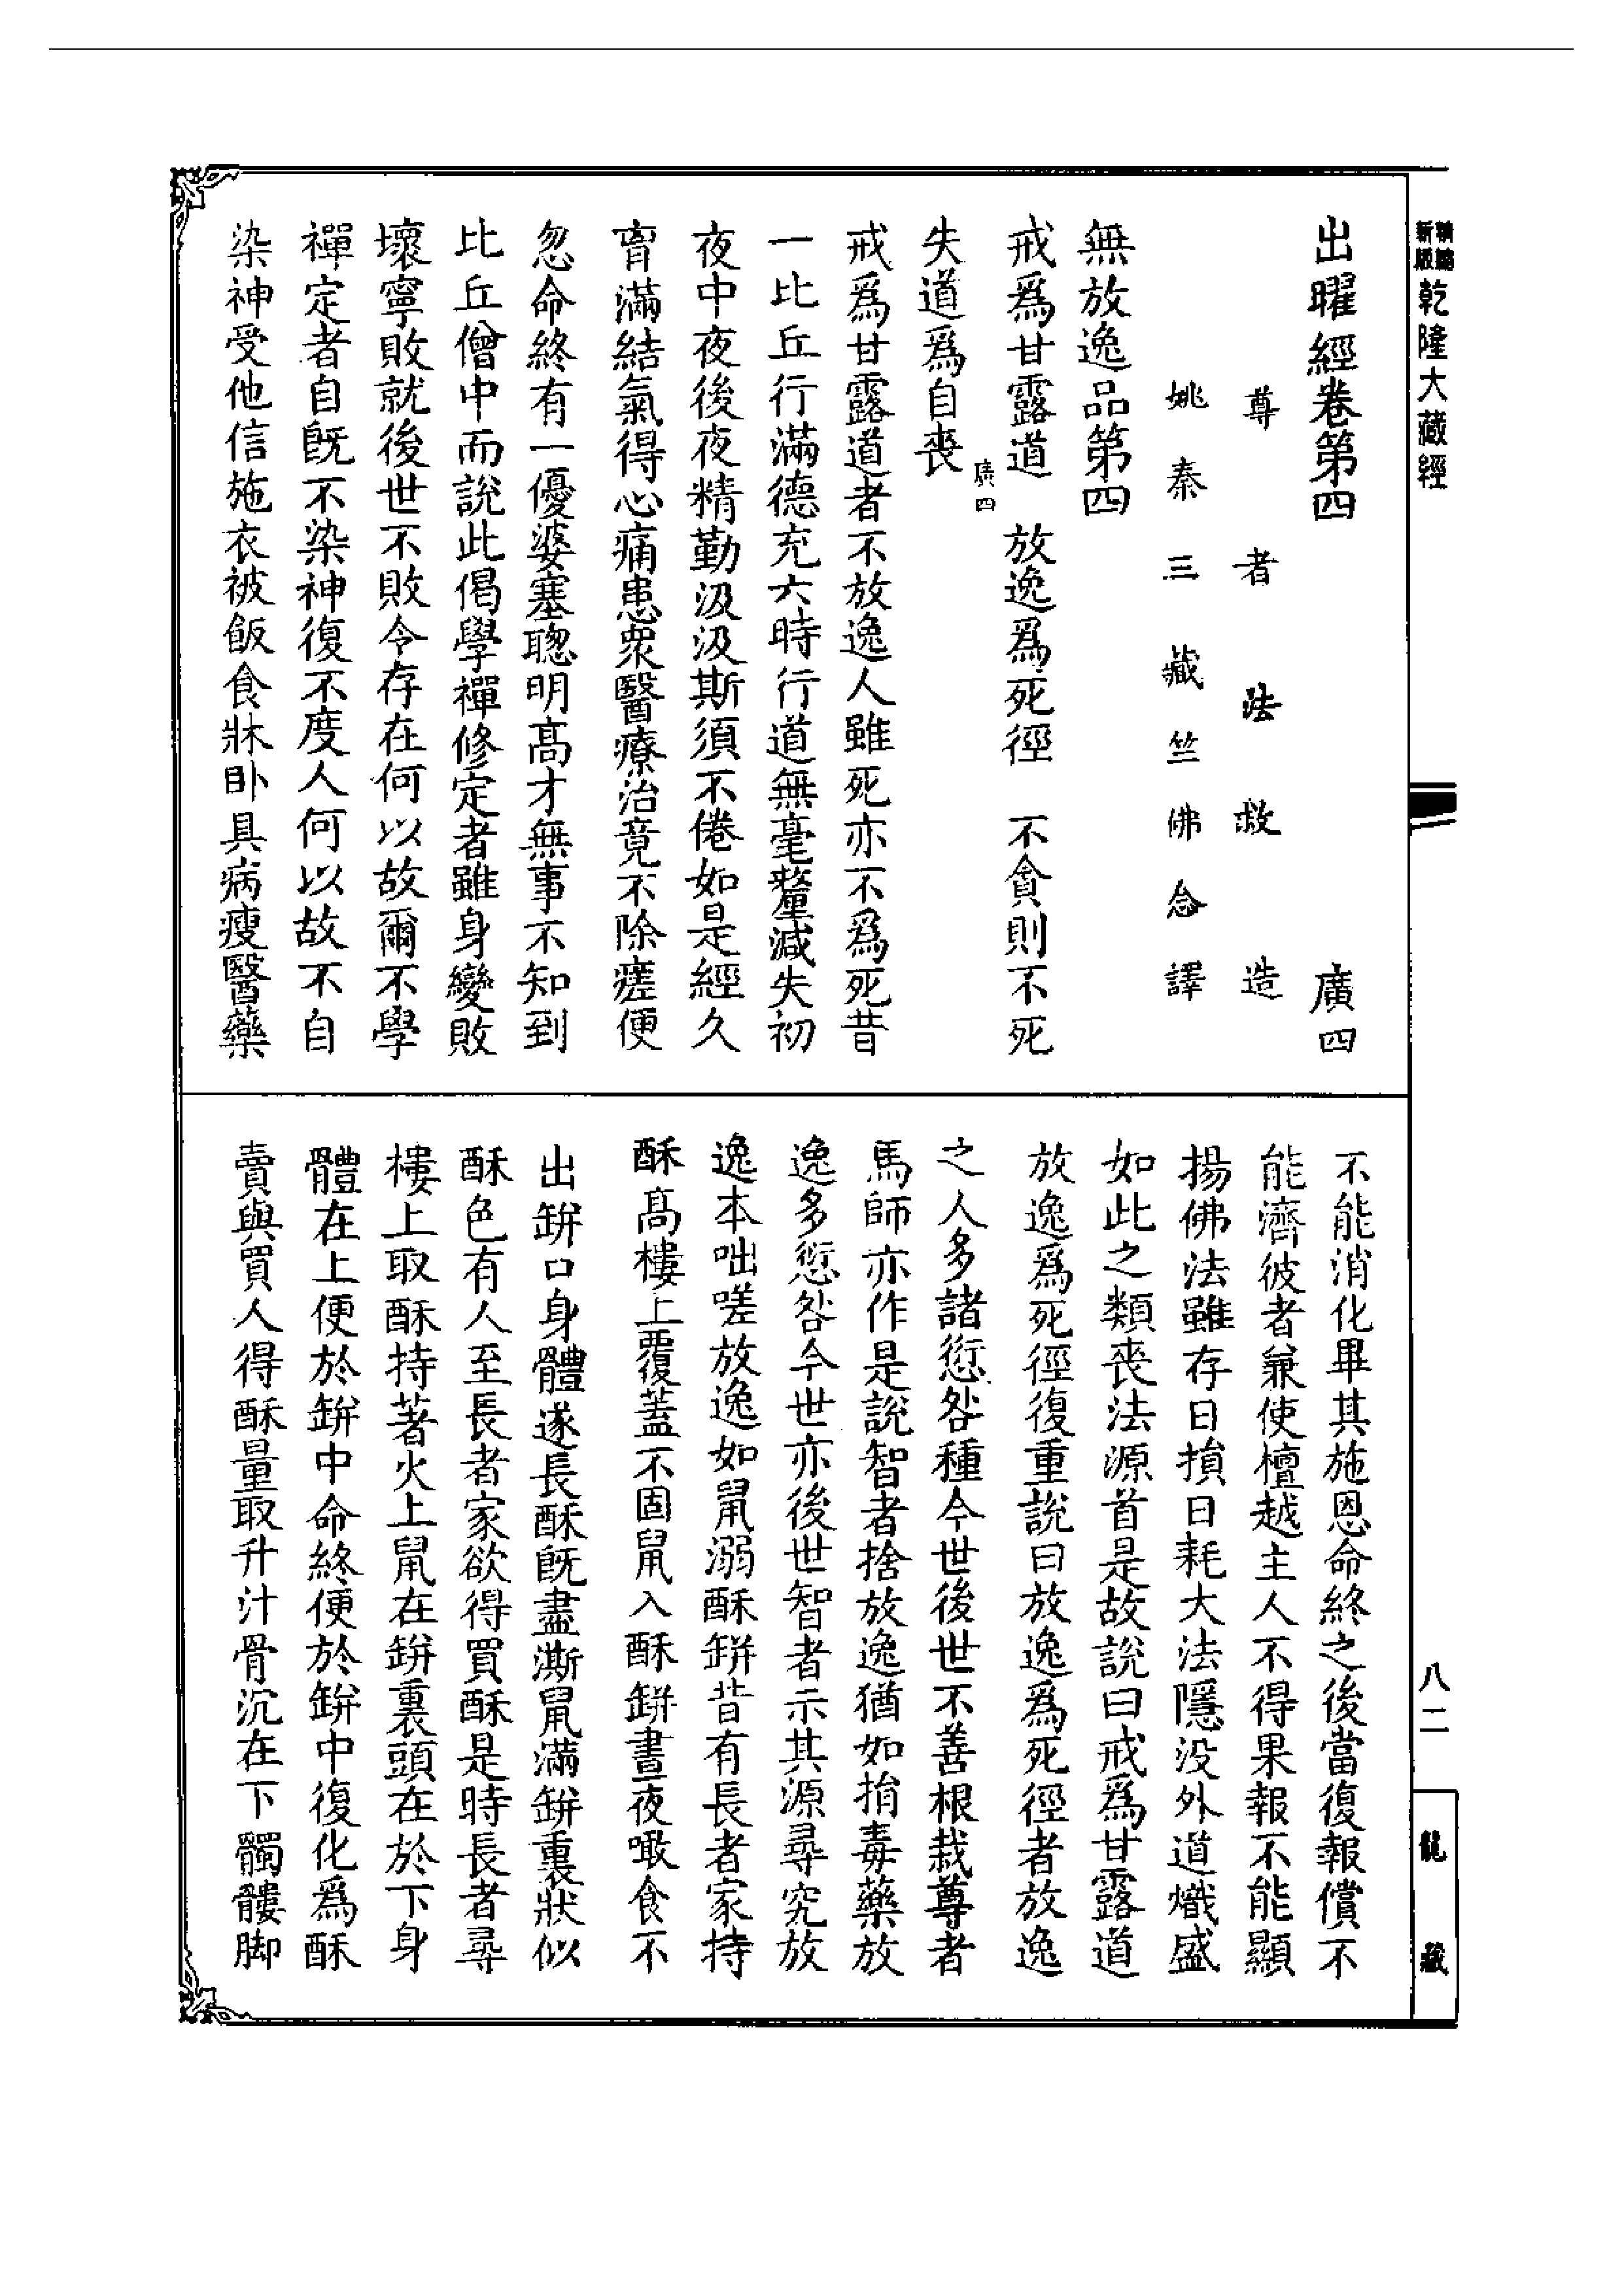 乾隆大藏經
出曜經卷第四　廣四
尊者法救造
姚秦三藏竺佛念譯
無放逸品第四
戒爲甘露道　放逸爲死徑　不貪則不死
失道爲自喪
廣四
戒爲甘露道者不放逸人雖死亦不爲死昔
一比丘行滿德充六時行道無毫釐減失初
夜中夜後夜精勤汲汲斯須不倦如是經久
胷滿結氣得心痛患衆醫療治竟不除瘥便
忽命終有一優婆塞聰明高才無事不知到
比丘僧中而說此偈學禪修定者雖身變敗
壞寧敗就後世不敗令存在何以故爾不學
禪定者自旣不染神復不度人何以故不自
染神受他信施衣被飯食牀卧具病瘦醫藥
不能消化畢其施恩命終之後當復報償不
能濟彼者兼使檀越主人不得果報不能顯
揚佛法雖存日損日耗大法隱没外道熾盛
如此之類喪法源首是故說曰戒爲甘露道
放逸爲死徑復重說曰放逸爲死徑者放逸
之人多諸愆咎種今世後世不善根栽尊者
馬師亦作是說智者捨放逸猶如捐毒藥放
逸多愆咎今世亦後世智者示其源尋究放
逸本咄嗟放逸如鼠溺酥缾昔有長者家持
酥高樓上覆蓋不固鼠入酥缾晝夜噉食不
出缾口身體遂長酥旣盡澌鼠滿缾裏狀似
酥色有人至長者家欲得買酥是時長者尋
樓上取酥持著火上鼠在缾裏頭在於下身
體在上便於缾中命終便於缾中復化爲酥
賣與買人得酥量取升汁骨沉在下髑髏脚
八二
龍藏